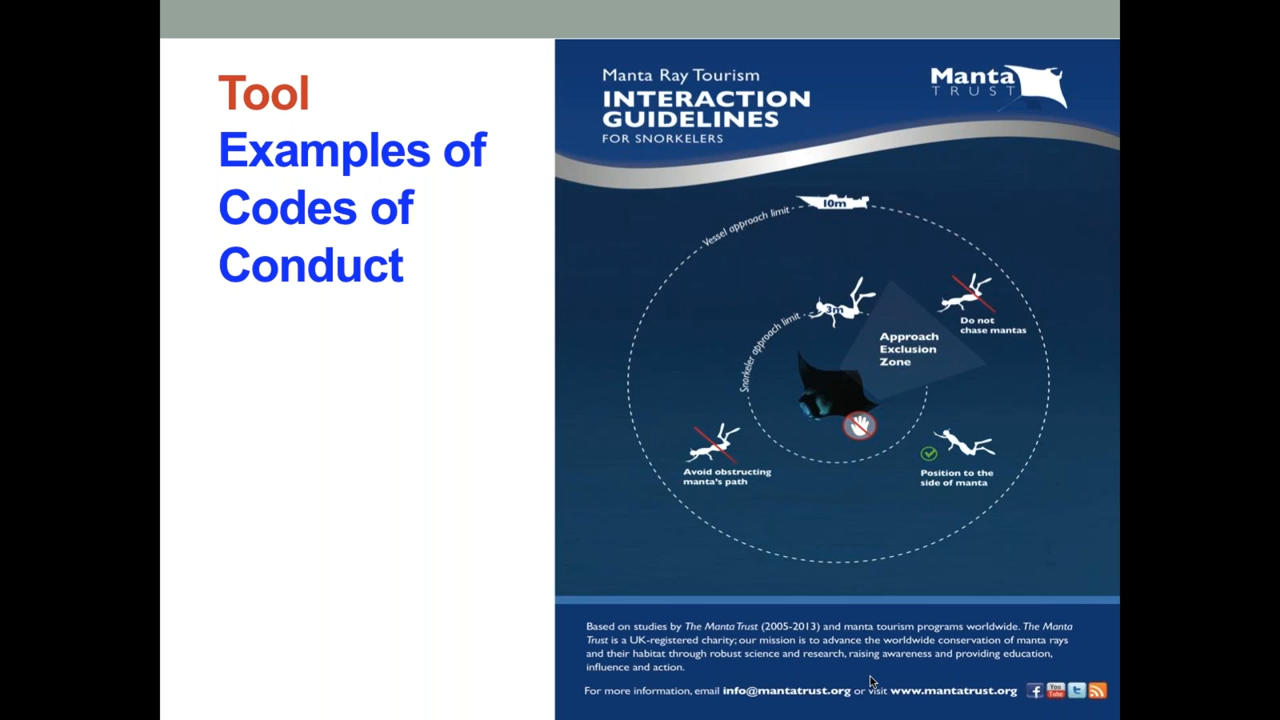 Tool
Examples of
Codes of
Conduct
Manta Ray Tourism
INTERACTION
GUIDELINES
FOR SNORKELERS
Manta
TRUST
10m
Vessel approach limit
3m
Snorkeler approach limit
Do not
chase mantas
Approach
Exclusion
Zone
Avoid obstructing
manta's path
Position to the
side of manta
Based on studies by The Manta Trust (2005-2013) and manta tourism programs worldwide. The Manta
Trust is a UK-registered charity; our mission is to advance the worldwide conservation of manta rays
and their habitat through robust science and research, raising awareness and providing education,
influence and action.
For more information, email info@mantatrust.org or visit www.mantatrust.org
You
Tube